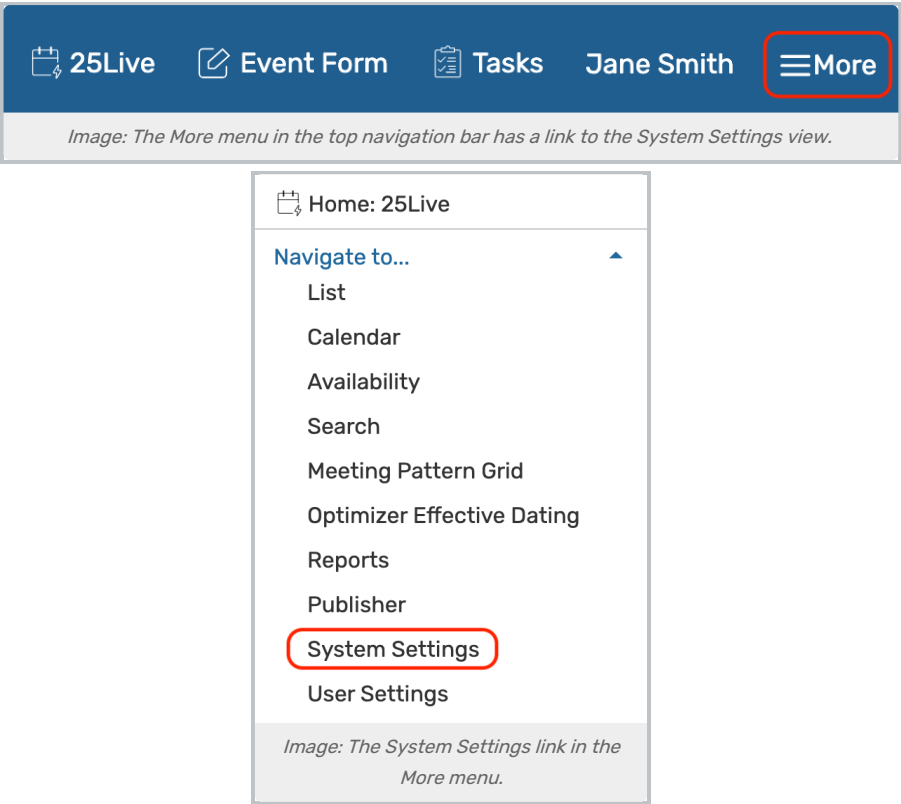 25Live Event Form Tasks Jane Smith More
Image: The More menu in the top navigation bar has a link to the System Settings view.
Home: 25Live
Navigate to...
List
Calendar
Availability
Search
Meeting Pattern Grid
Optimizer Effective Dating
Reports
Publisher
System Settings
User Settings
Image: The System Settings link in the
More menu.